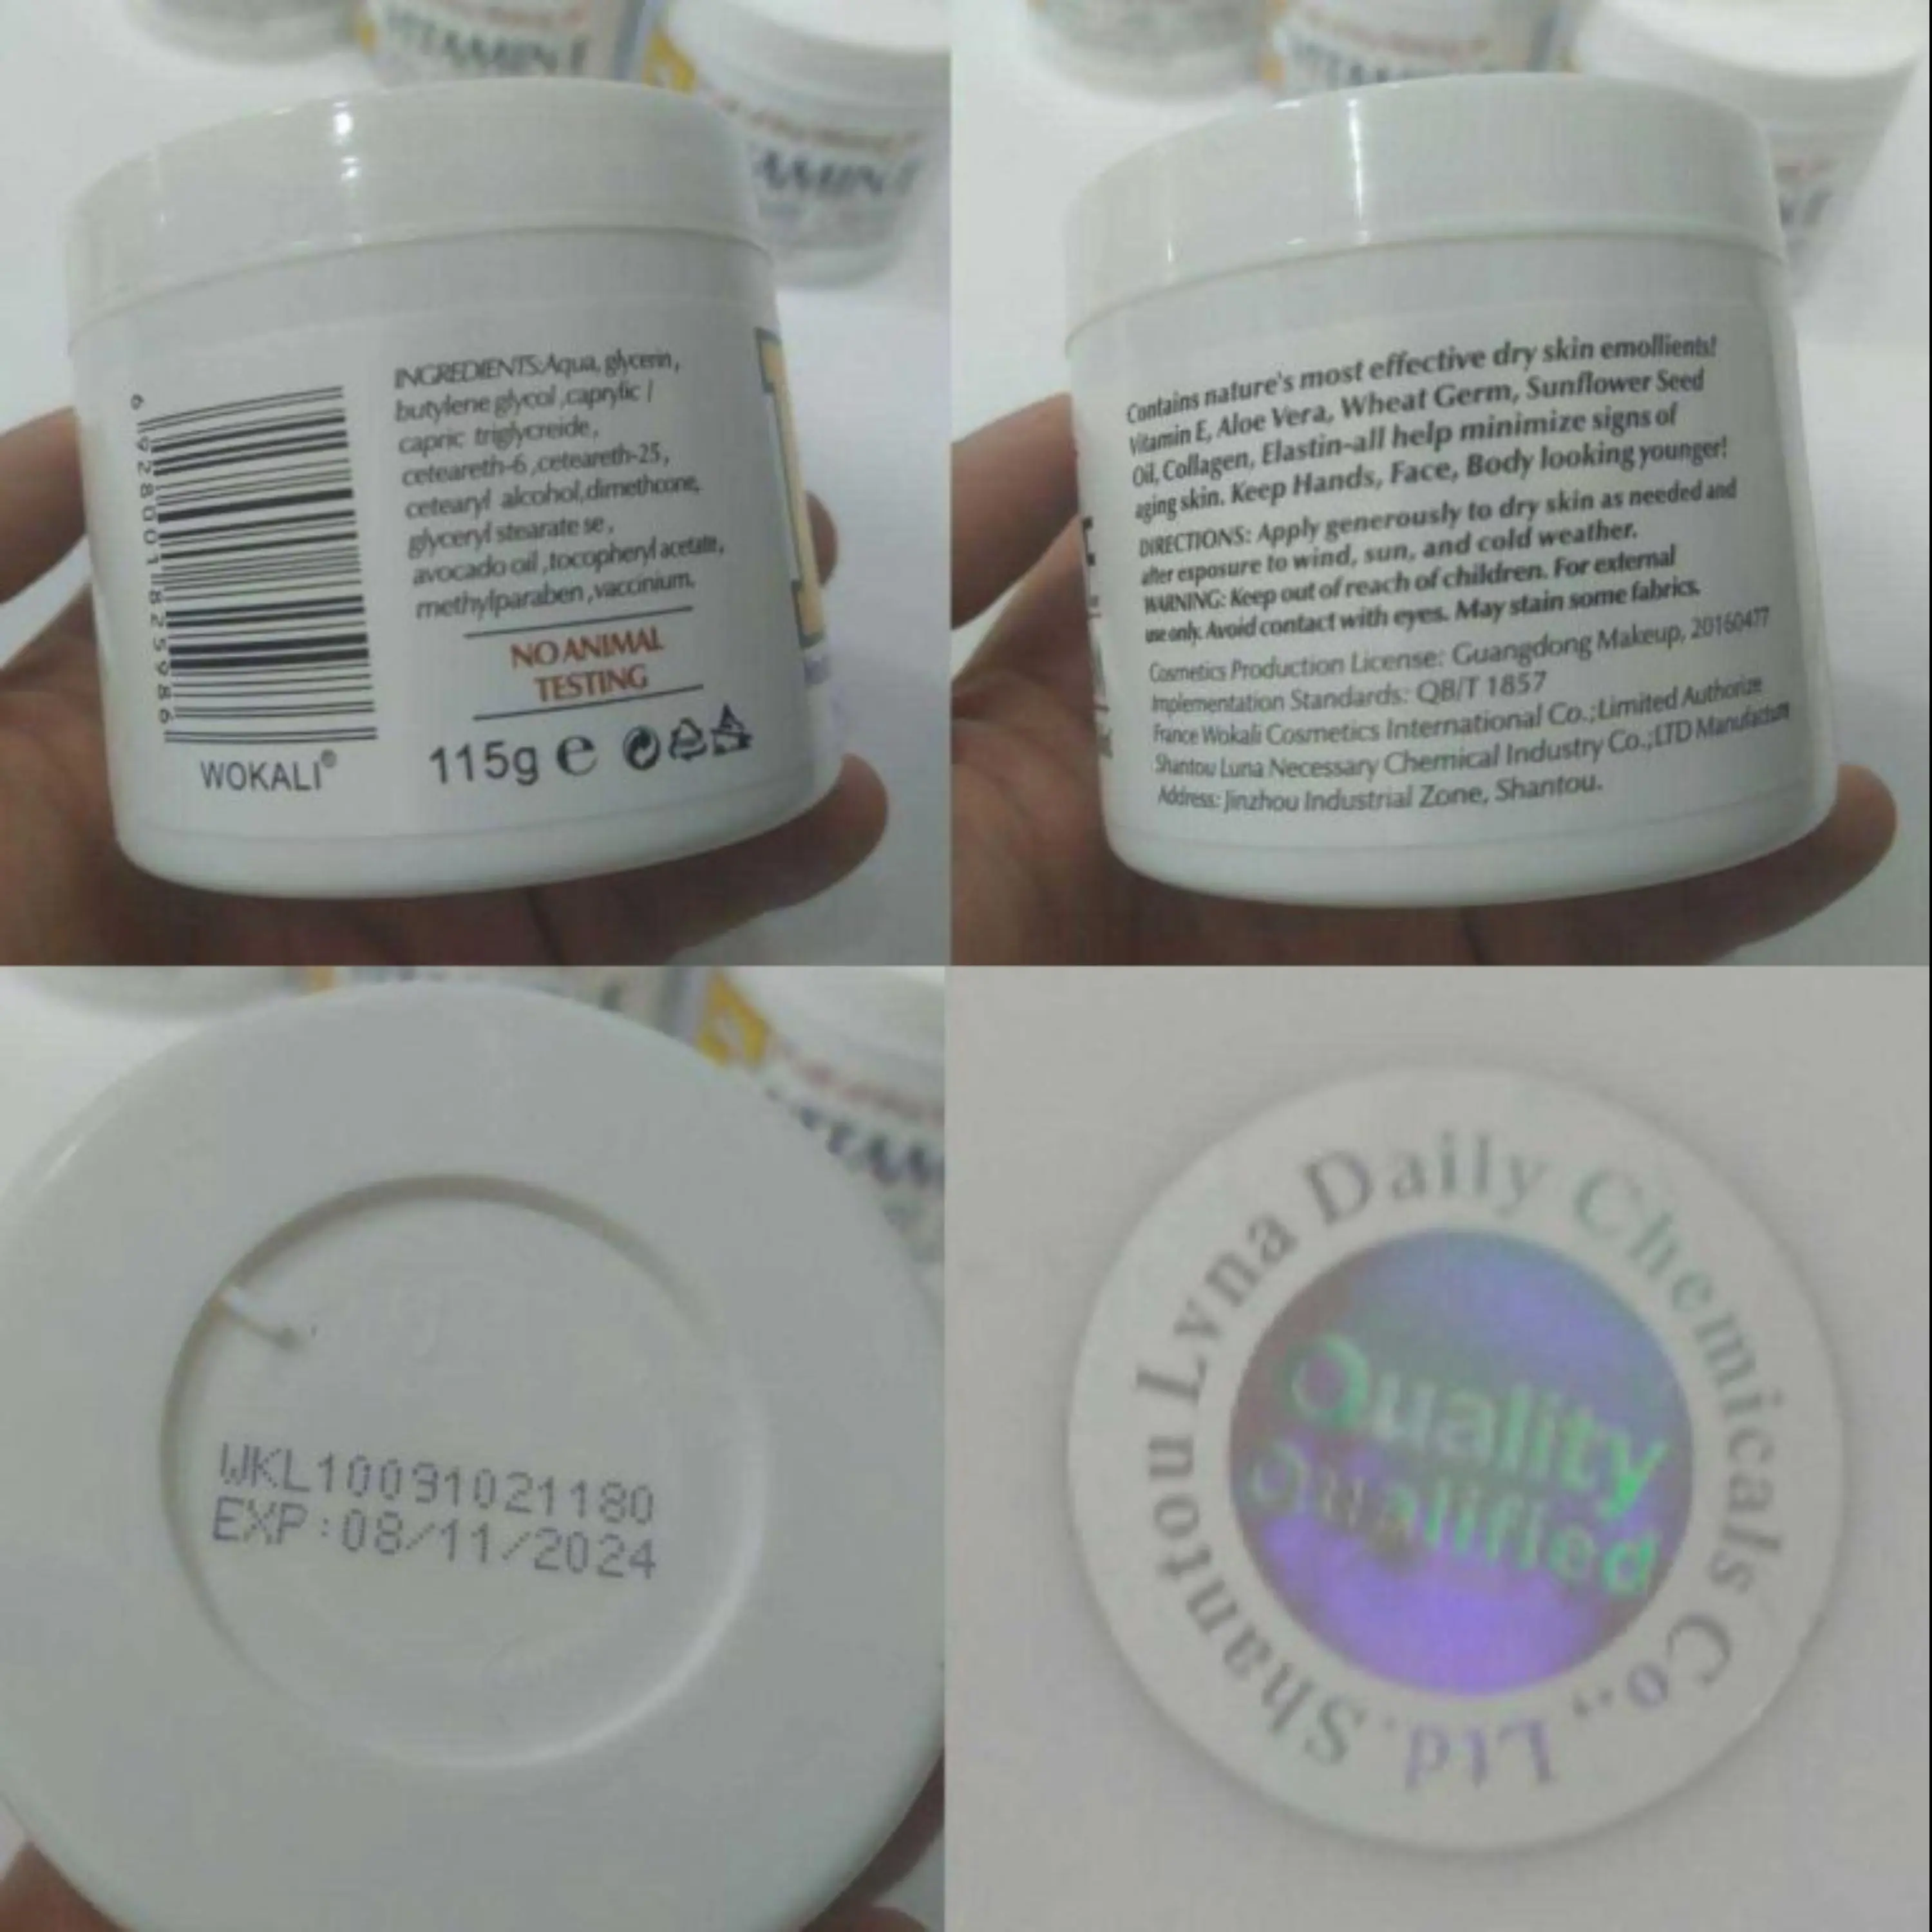 VITAMIN E
INGREDIENTS:Aqua, glycerin,
butylene glycol ,caprylic /
capric triglycreide,
ceteareth-6 ,ceteareth-25,
cetearyl alcohol,dimethcone,
glyceryl stearate se ,
avocado oil ,tocopheryl acetate,
methylparaben ,vaccinium.
NO ANIMAL
TESTING
6 928001 825986
WOKALI®
115g e
Contains nature's most effective dry skin emollients!
Vitamin E, Aloe Vera, Wheat Germ, Sunflower Seed
Oil, Collagen, Elastin-all help minimize signs of
aging skin. Keep Hands, Face, Body looking younger!
DIRECTIONS: Apply generously to dry skin as needed and
after esposure to wind, sun, and cold weather.
WARNING: Keep out of reach of children. For external
use only. Avoid contact with eyes. May stain some fabrics.
Cosmetics Production License: Guangdong Makeup, 20160477
Implementation Standards: QB/T 1857
France Wokali Cosmetics International Co.;Limited Authorize
Shantou Luna Necessary Chemical Industry Co.;LTD Manufacture
Address: Jinzhou Industrial Zone, Shantou.
WKL10091021180
EXP:08/11/2024
Shantou Lvna Daily Chemicals Co., Ltd.
Quality
Qualified